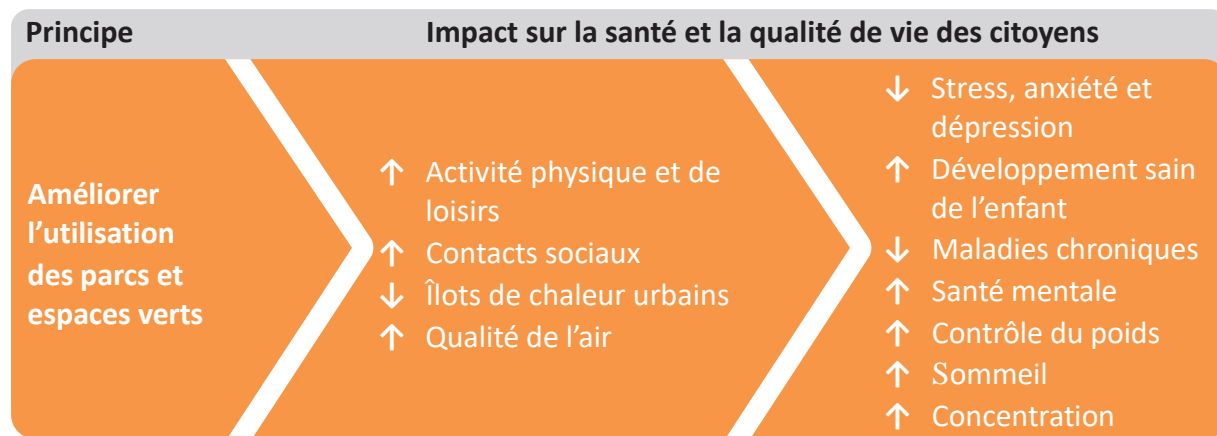 Principe
Impact sur la santé et la qualité de vie des citoyens
Améliorer
l’utilisation
des parcs et
espaces verts
↑ Activité physique et de
loisirs
↑ Contacts sociaux
↓ Îlots de chaleur urbains
↑ Qualité de l’air
↓ Stress, anxiété et
dépression
↑ Développement sain
de l’enfant
↓ Maladies chroniques
↑ Santé mentale
↑ Contrôle du poids
↑ Sommeil
↑ Concentration